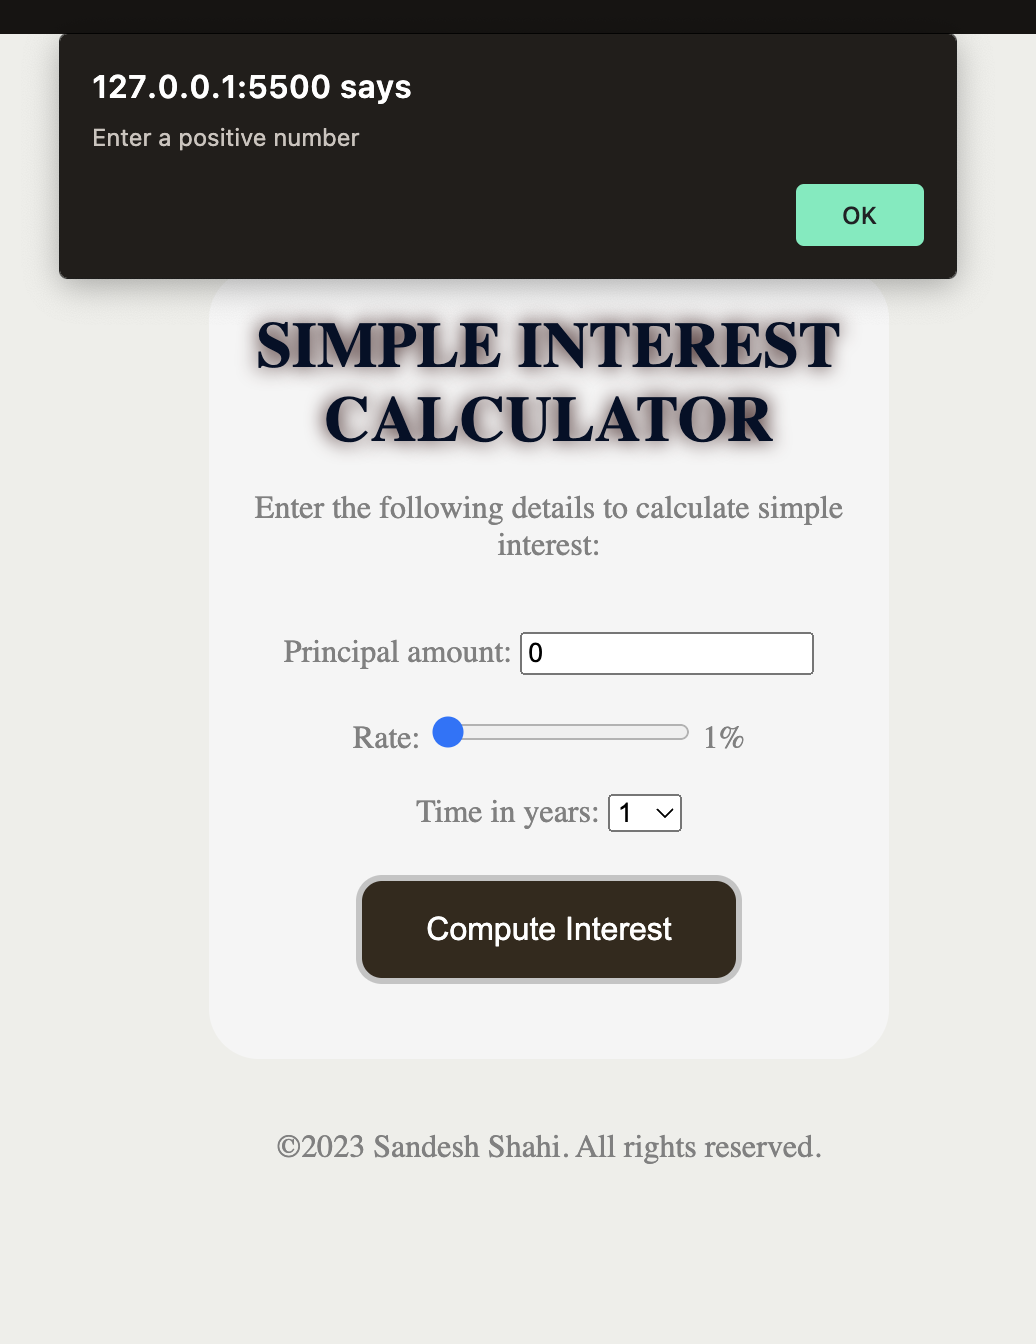 127.0.0.1:5500 says
Enter a positive number
OK
SIMPLE INTEREST
CALCULATOR
Enter the following details to calculate simple
interest:
Principal amount: 0
Rate: 1%
Time in years: 1
Compute Interest
©2023 Sandesh Shahi. All rights reserved.